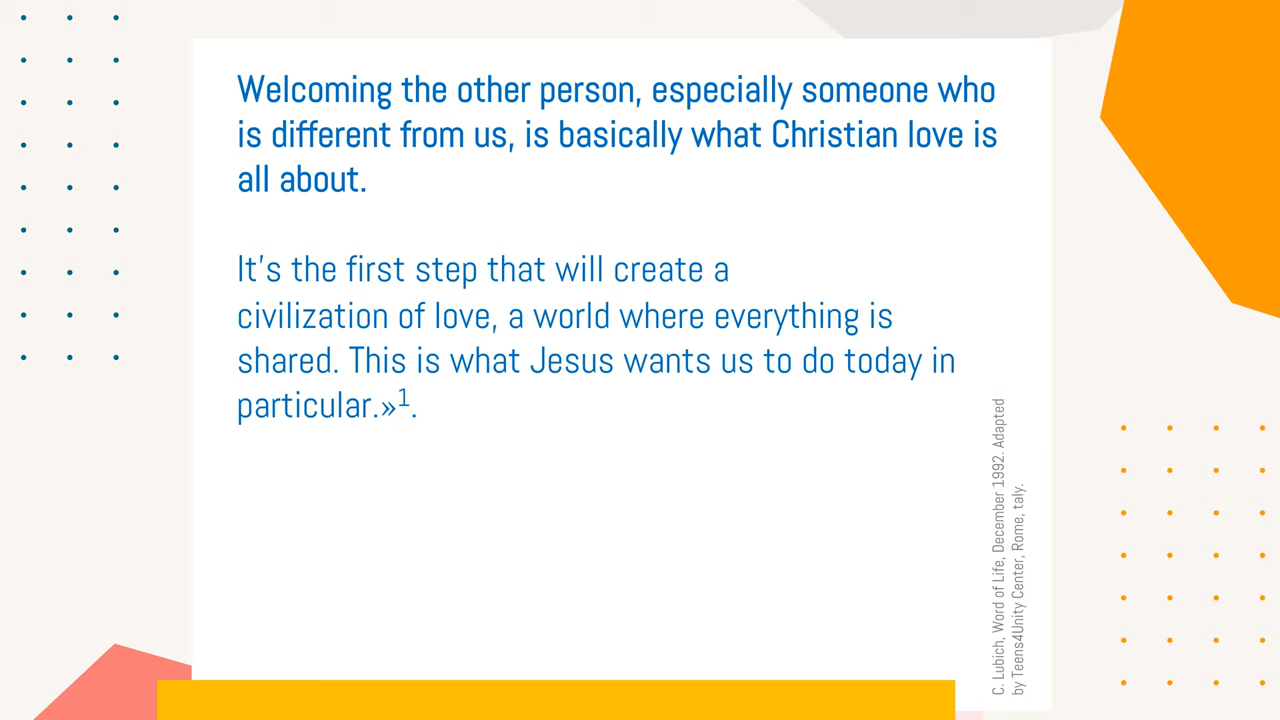 Welcoming the other person, especially someone who
is different from us, is basically what Christian love is
all about.
It's the first step that will create a
civilization of love, a world where everything is
shared. This is what Jesus wants us to do today in
particular.»¹.
C. Lubich, Word of Life, December 1992. Adapted
by Teens4Unity Center, Rome, taly.